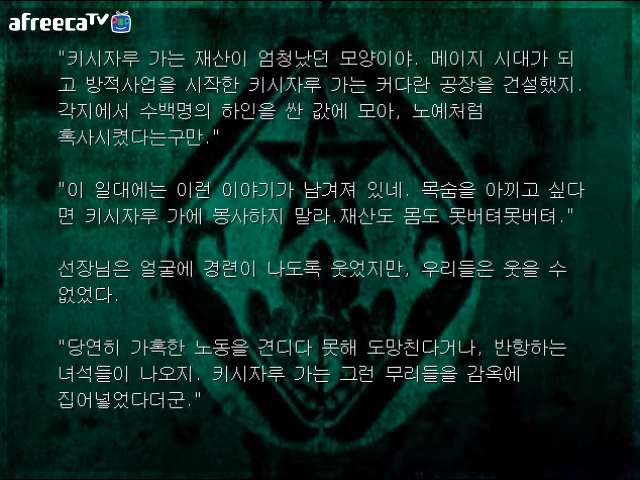 afreecaTV
"키시자루 가는 재산이 엄청났던 모양이야. 메이지 시대가 되
고 방적사업을 시작한 키시자루 가는 커다란 공장을 건설했지.
각지에서 수백명의 하인을 싼 값에 모아, 노예처럼
혹사시켰다는구만."
"이 일대에는 이런 이야기가 남겨져 있네. 목숨을 아끼고 싶다
면 키시자루 가에 봉사하지 말라.재산도 몸도 못버텨못버텨."
선장님은 얼굴에 경련이 나도록 웃었지만, 우리들은 웃을 수
없었다.
"당연히 가혹한 노동을 견디다 못해 도망친다거나, 반항하는
녀석들이 나오지. 키시자루 가는 그런 무리들을 감옥에
집어넣었다더군."